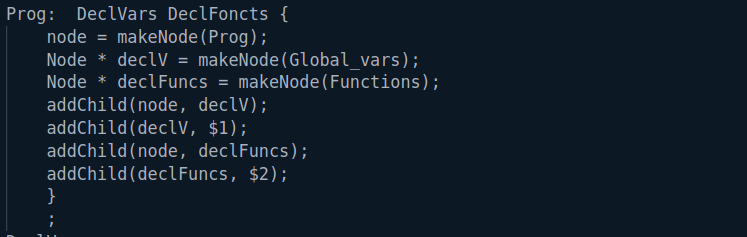 Prog:  DeclVars DeclFoncts {
    node = makeNode(Prog);
    Node * declV = makeNode(Global_vars);
    Node * declFuncs = makeNode(Functions);
    addChild(node, declV);
    addChild(declV, $1);
    addChild(node, declFuncs);
    addChild(declFuncs, $2);
    }
    ;